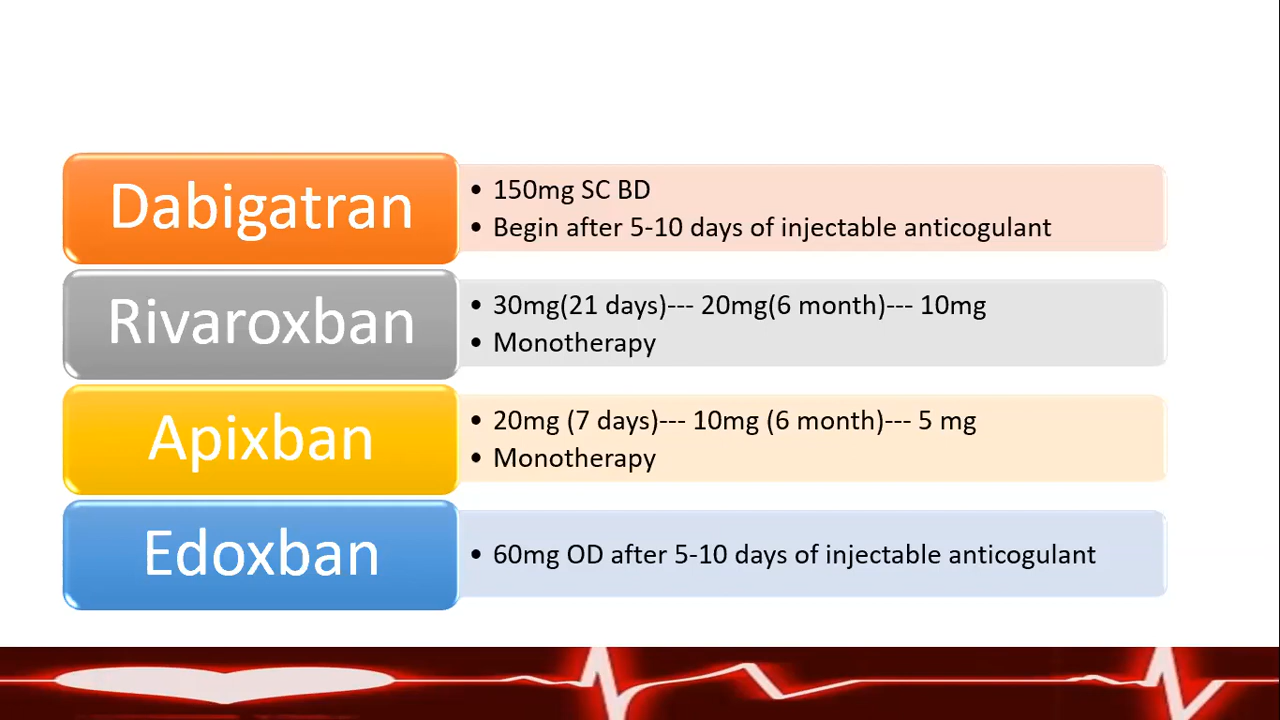 Dabigatran
• 150mg SC BD
• Begin after 5-10 days of injectable anticogulant
Rivaroxban
• 30mg(21 days)--- 20mg(6 month)--- 10mg
• Monotherapy
Apixban
• 20mg (7 days)--- 10mg (6 month)--- 5 mg
• Monotherapy
Edoxban
• 60mg OD after 5-10 days of injectable anticogulant